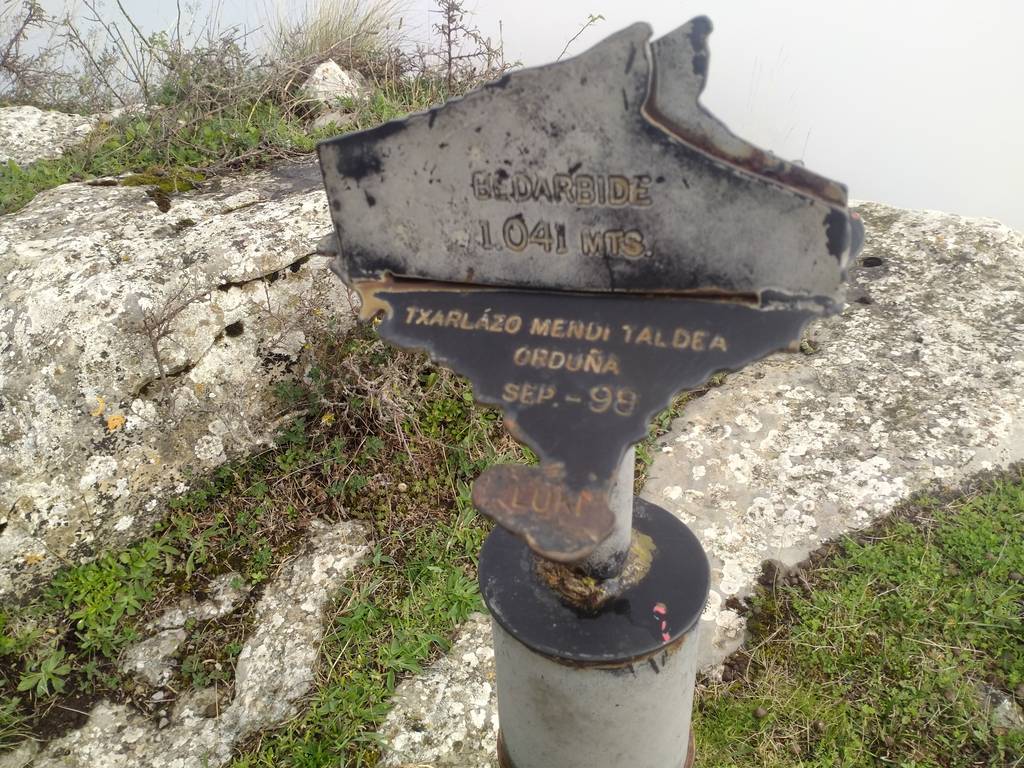 BEDARBIDE
1.041 MTS.
TXARLÁZO MENDI TALDEA
ORDUÑA
SEP.-98